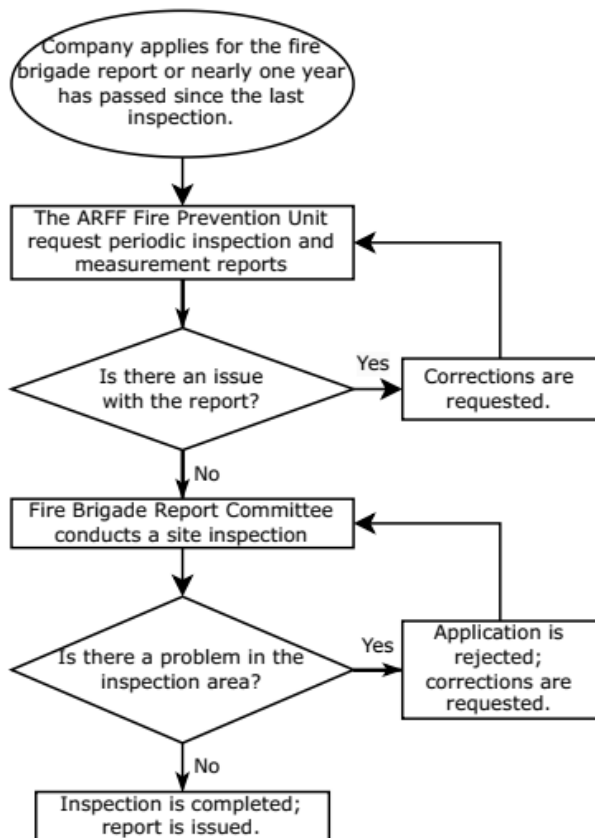 Company applies for the fire
brigade report or nearly one year
has passed since the last
inspection.
The ARFF Fire Prevention Unit
request periodic inspection and
measurement reports
Is there an issue
with the report?
Yes
Corrections are
requested.
No
Fire Brigade Report Committee
conducts a site inspection
Is there a problem in the
inspection area?
Yes
Application is
rejected;
corrections are
requested.
No
Inspection is completed;
report is issued.